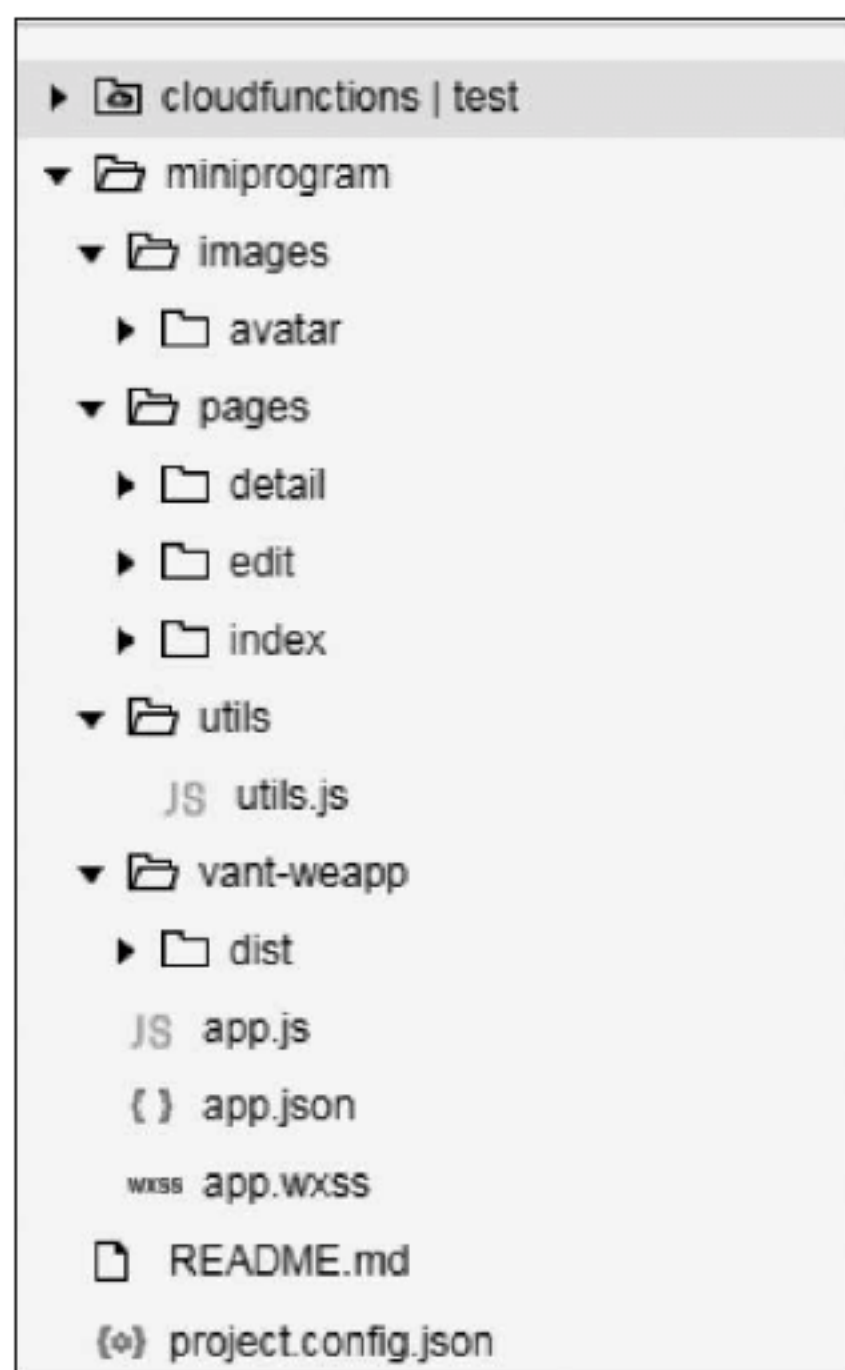 cloudfunctions | test
miniprogram
images
avatar
pages
detail
edit
index
utils
JS utils.js
vant-weapp
dist
JS app.js
{ } app.json
wxss app.wxss
README.md
{o} project.config.json